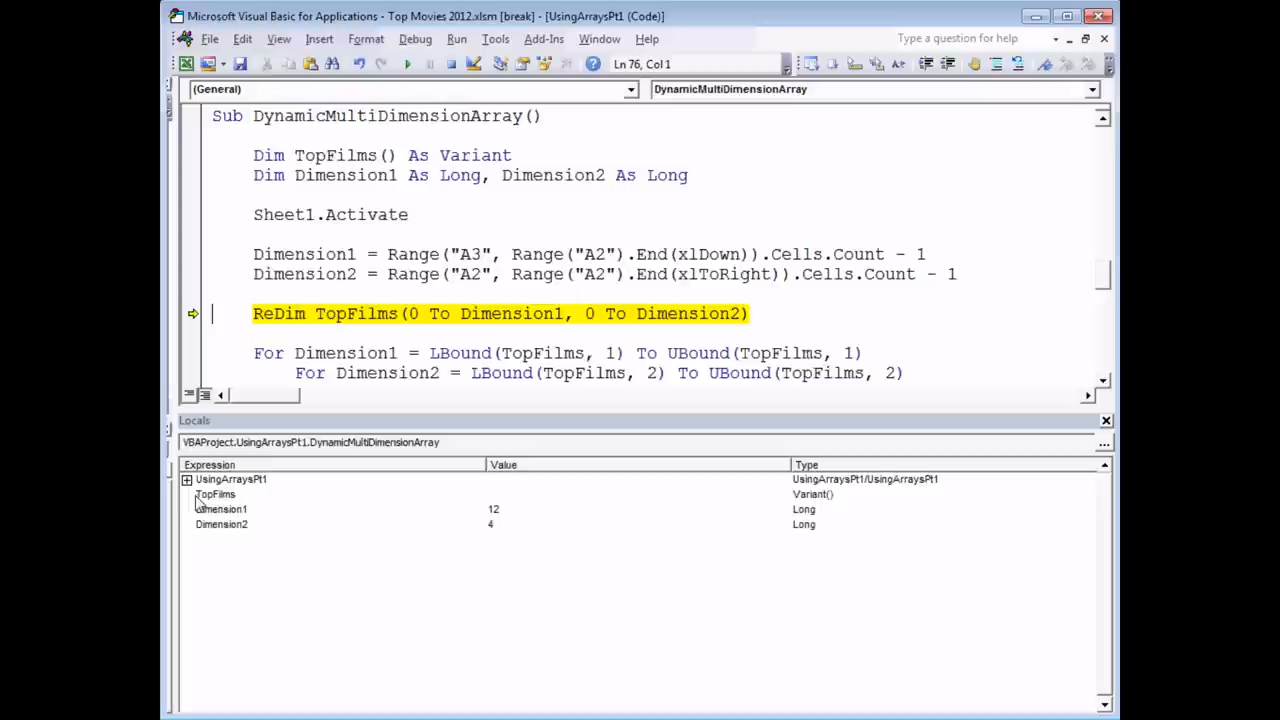 Microsoft Visual Basic for Applications - Top Movies 2012.xlsm [break] - [UsingArraysPt1 (Code)]
File Edit View Insert Format Debug Run Tools Add-Ins Window Help Type a question for help
Ln 76, Col 1
(General) DynamicMultiDimensionArray
Sub DynamicMultiDimensionArray()
Dim TopFilms() As Variant
Dim Dimension1 As Long, Dimension2 As Long
Sheet1.Activate
Dimension1 = Range("A3", Range("A2").End(xlDown)).Cells.Count - 1
Dimension2 = Range("A2", Range("A2").End(xlToRight)).Cells.Count - 1
ReDim TopFilms(0 To Dimension1, 0 To Dimension2)
For Dimension1 = LBound(TopFilms, 1) To UBound(TopFilms, 1)
For Dimension2 = LBound(TopFilms, 2) To UBound(TopFilms, 2)
Locals
VBAProject.UsingArraysPt1.DynamicMultiDimensionArray ...
Expression Value Type
UsingArraysPt1 UsingArraysPt1/UsingArraysPt1
TopFilms Variant()
Dimension1 12 Long
Dimension2 4 Long